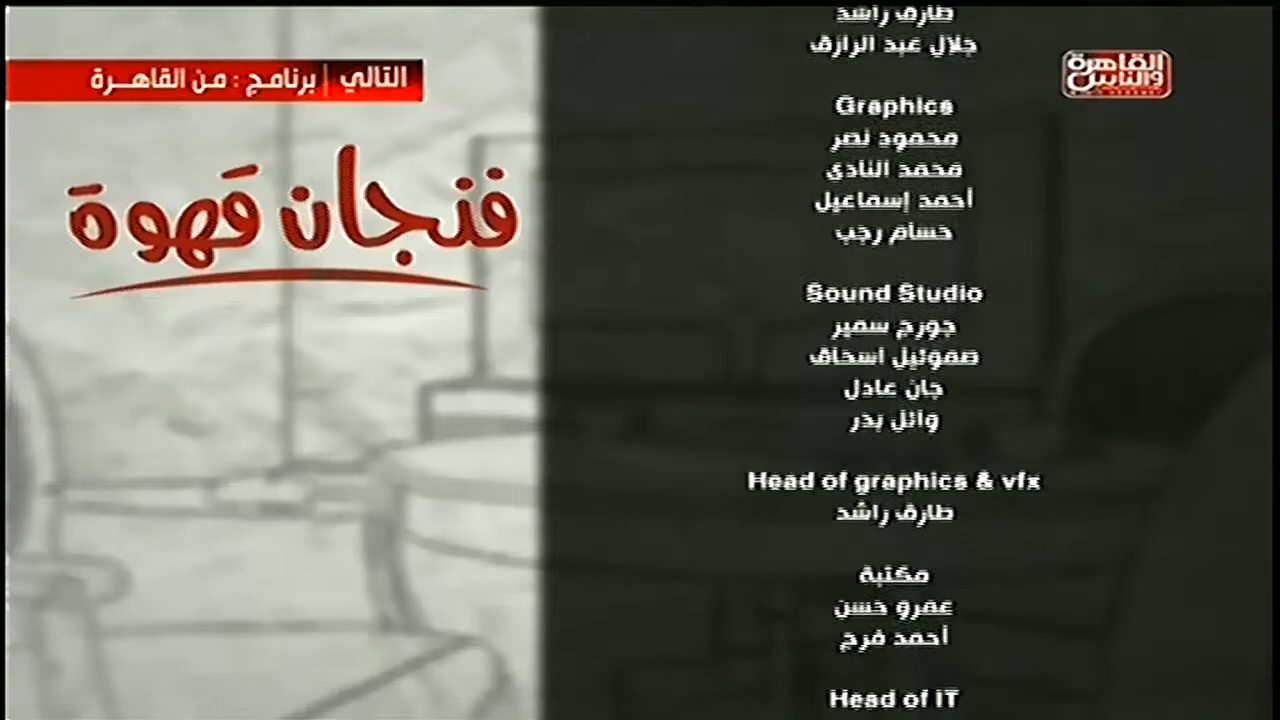 طارق راشد
جلال عبد الرازق
القاهرة
والناس
التالي | برنامج : من القاهرة
فنجان قهوة
Graphics
محمود نصر
محمد النادى
أحمد إسماعيل
حسام رجب
Sound Studio
جورج سمير
صموئيل اسحاق
جان عادل
وائل بدر
Head of graphics & vfx
طارق راشد
مكتبة
عمرو حسن
أحمد فرج
Head of IT